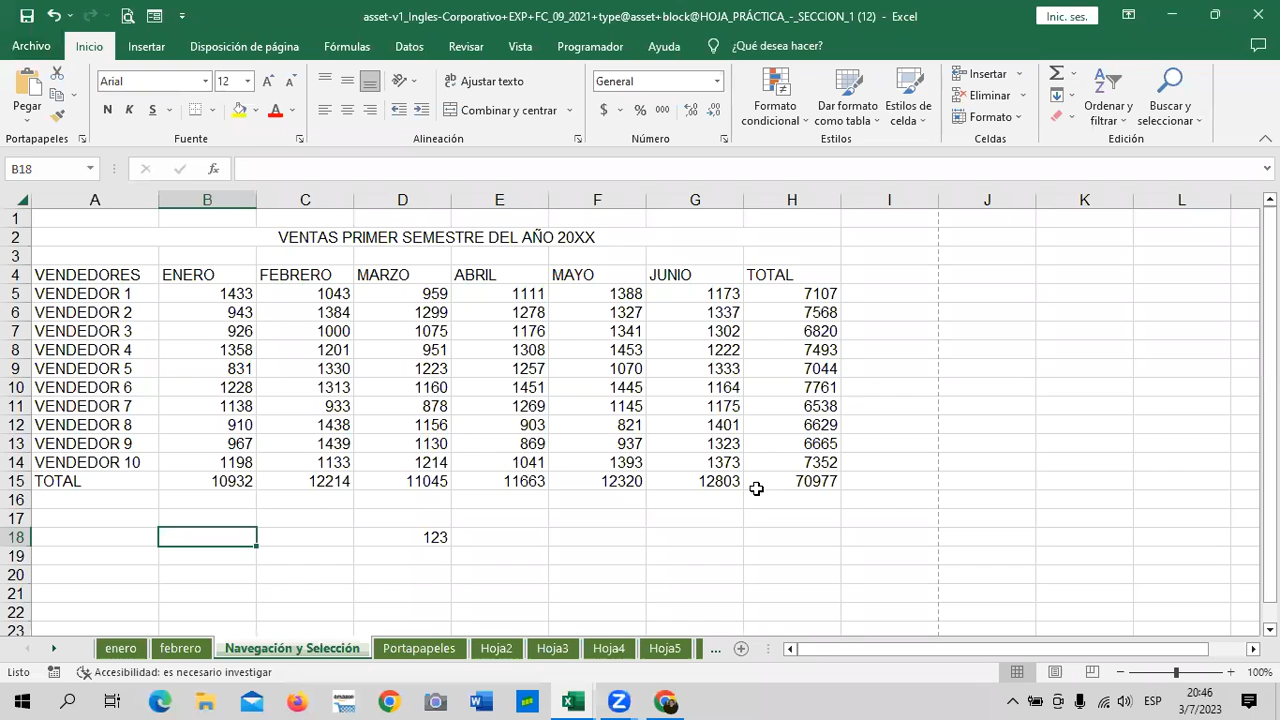 asset-v1_Ingles-Corporativo+EXP+FC_09_2021+type@asset+block@HOJA_PRÁCTICA_-_SECCION_1 (12) - Excel
Inic. ses.
Archivo Inicio Insertar Disposición de página Fórmulas Datos Revisar Vista Programador Ayuda ¿Qué desea hacer?
Pegar
Arial 12
Ajustar texto
General
Formato condicional
Dar formato como tabla
Estilos de celda
Insertar
Eliminar
Formato
Ordenar y filtrar
Buscar y seleccionar
N K S
Combinar y centrar
$ % 000
Portapapeles Fuente Alineación Número Estilos Celdas Edición
B18 fx
A B C D E F G H I J K L
1
2 VENTAS PRIMER SEMESTRE DEL AÑO 20XX
3
4 VENDEDORES ENERO FEBRERO MARZO ABRIL MAYO JUNIO TOTAL
5 VENDEDOR 1 1433 1043 959 1111 1388 1173 7107
6 VENDEDOR 2 943 1384 1299 1278 1327 1337 7568
7 VENDEDOR 3 926 1000 1075 1176 1341 1302 6820
8 VENDEDOR 4 1358 1201 951 1308 1453 1222 7493
9 VENDEDOR 5 831 1330 1223 1257 1070 1333 7044
10 VENDEDOR 6 1228 1313 1160 1451 1445 1164 7761
11 VENDEDOR 7 1138 933 878 1269 1145 1175 6538
12 VENDEDOR 8 910 1438 1156 903 821 1401 6629
13 VENDEDOR 9 967 1439 1130 869 937 1323 6665
14 VENDEDOR 10 1198 1133 1214 1041 1393 1373 7352
15 TOTAL 10932 12214 11045 11663 12320 12803 70977
16
17
18 123
19
20
21
22
23
enero febrero Navegación y Selección Portapapeles Hoja2 Hoja3 Hoja4 Hoja5 ...
Listo Accesibilidad: es necesario investigar 100%
ESP 20:46
3/7/2023